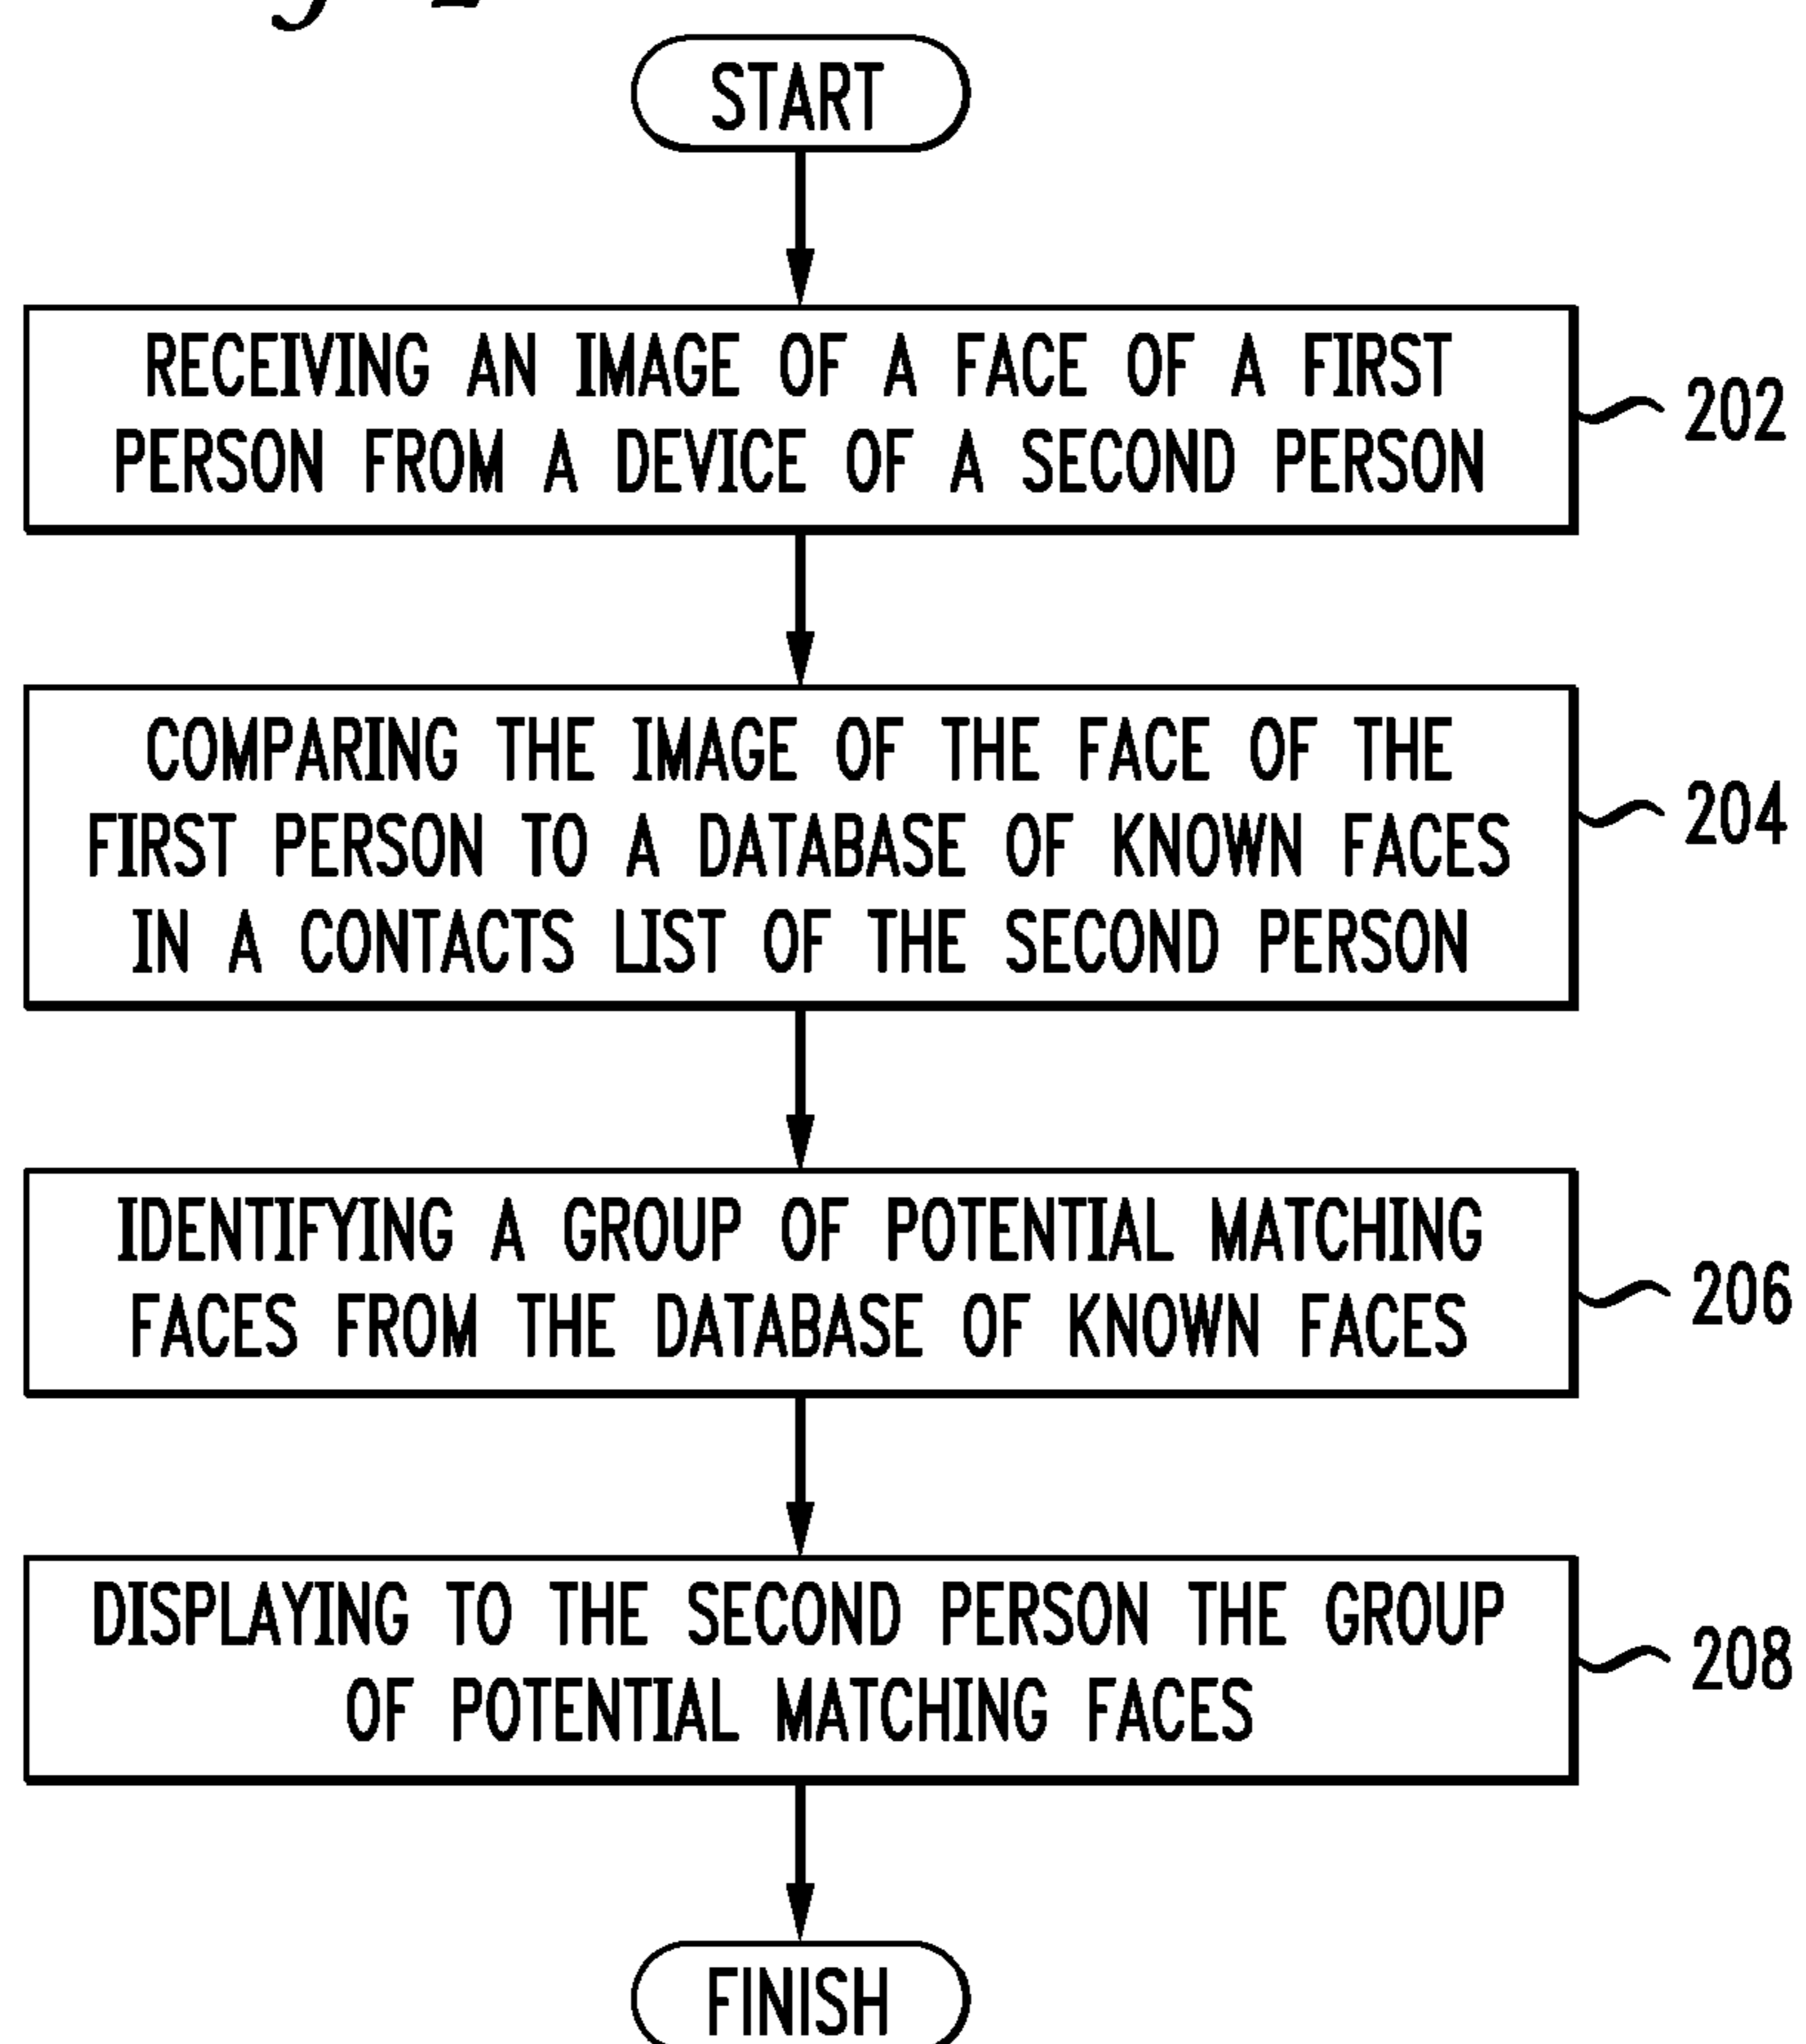 START
RECEIVING AN IMAGE OF A FACE OF A FIRST
PERSON FROM A DEVICE OF A SECOND PERSON
202
COMPARING THE IMAGE OF THE FACE OF THE
FIRST PERSON TO A DATABASE OF KNOWN FACES
IN A CONTACTS LIST OF THE SECOND PERSON
204
IDENTIFYING A GROUP OF POTENTIAL MATCHING
FACES FROM THE DATABASE OF KNOWN FACES
206
DISPLAYING TO THE SECOND PERSON THE GROUP
OF POTENTIAL MATCHING FACES
208
FINISH